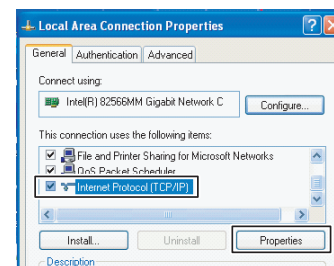 Local Area Connection Properties
General Authentication Advanced
Connect using:
Intel(R) 82566MM Gigabit Network C Configure...
This connection uses the following items:
File and Printer Sharing for Microsoft Networks
QoS Packet Scheduler
Internet Protocol (TCP/IP)
Install... Uninstall Properties
Description